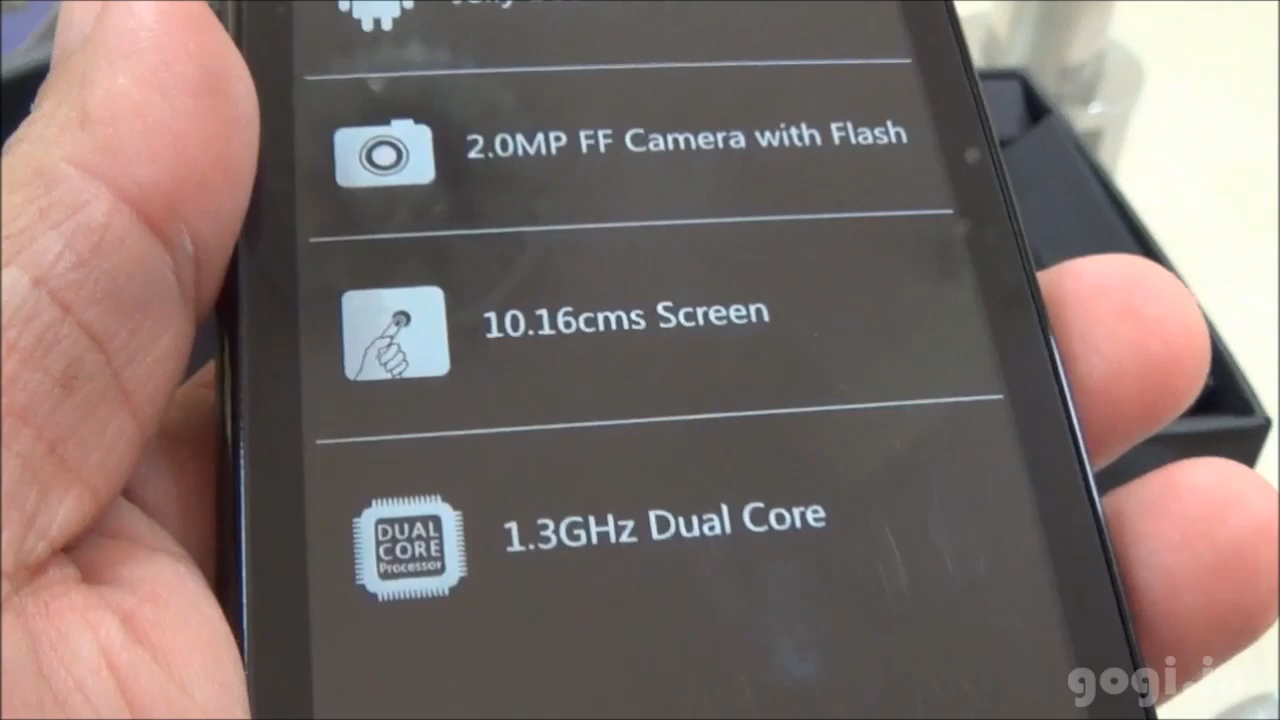 2.0MP FF Camera with Flash
10.16cms Screen
DUAL
CORE
Processor
1.3GHz Dual Core